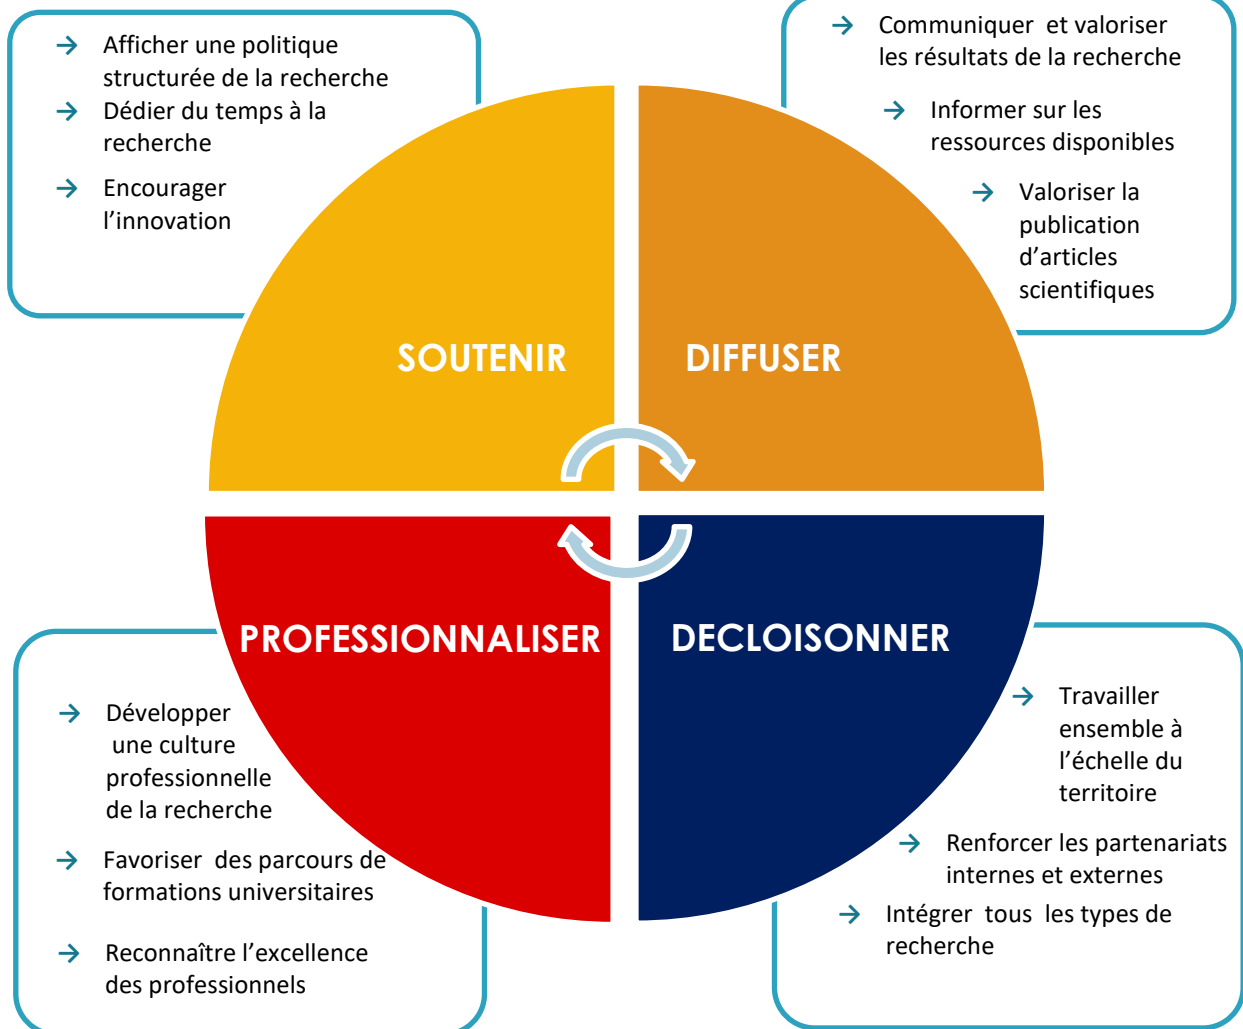 → Afficher une politique
structurée de la recherche
→ Dédier du temps à la
recherche
→ Encourager
l’innovation
→ Communiquer et valoriser
les résultats de la recherche
→ Informer sur les
ressources disponibles
→ Valoriser la
publication
d’articles
scientifiques
SOUTENIR
DIFFUSER
PROFESSIONNALISER
DECLOISONNER
→ Développer
une culture
professionnelle
de la recherche
→ Favoriser des parcours de
formations universitaires
→ Reconnaître l’excellence
des professionnels
→ Travailler
ensemble à
l’échelle du
territoire
→ Renforcer les partenariats
internes et externes
→ Intégrer tous les types de
recherche